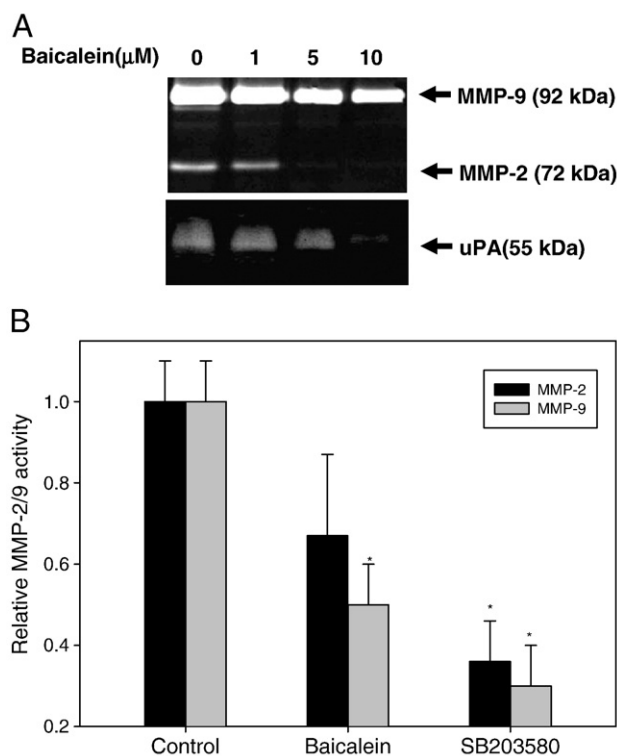 A
Baicalein(μM) 0 1 5 10
MMP-9 (92 kDa)
MMP-2 (72 kDa)
uPA(55 kDa)
B
Relative MMP-2/9 activity
1.0
0.8
0.6
0.4
0.2
MMP-2
MMP-9
*
*
*
Control Baicalein SB203580